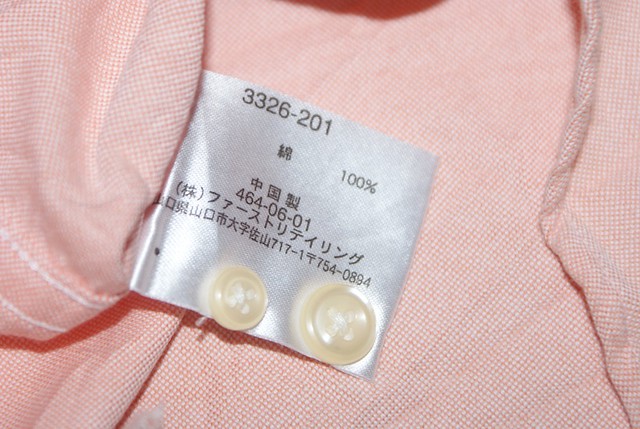 3326-201
綿 100%
中国製
464-06-01
(株)ファーストリテイリング
口県山口市大字佐山717-1〒754-0894